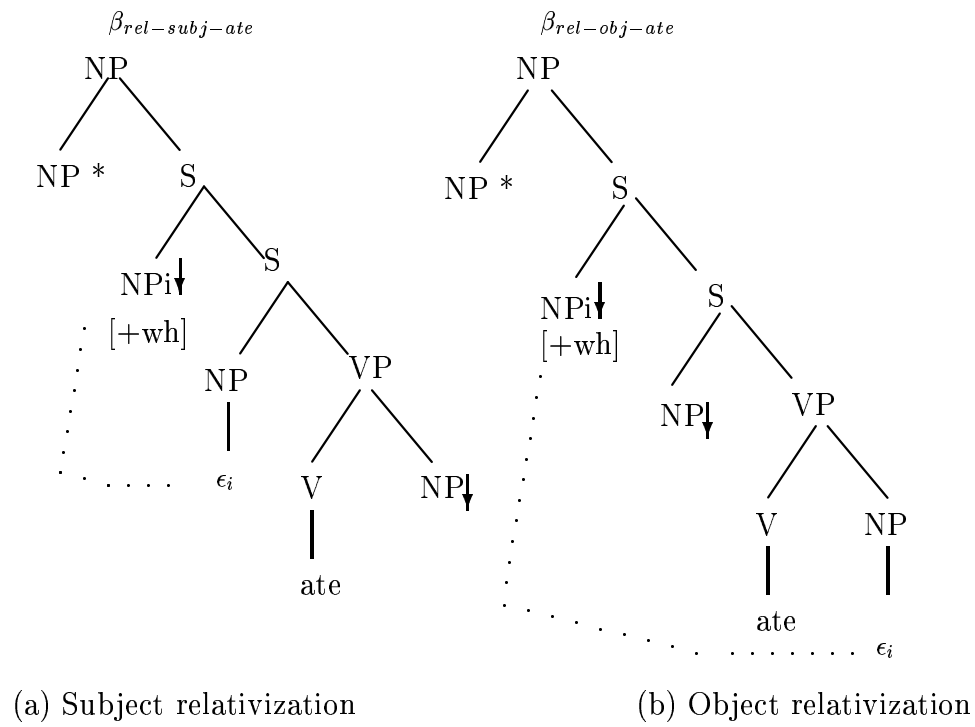 β_{rel−subj−ate}
NP
NP *
S
NPi↓
[+wh]
S
NP
VP
ϵ_i
V
NP↓
ate
(a) Subject relativization
β_{rel−obj−ate}
NP
NP *
S
NPi↓
[+wh]
S
NP↓
VP
V
NP
ate
ϵ_i
(b) Object relativization